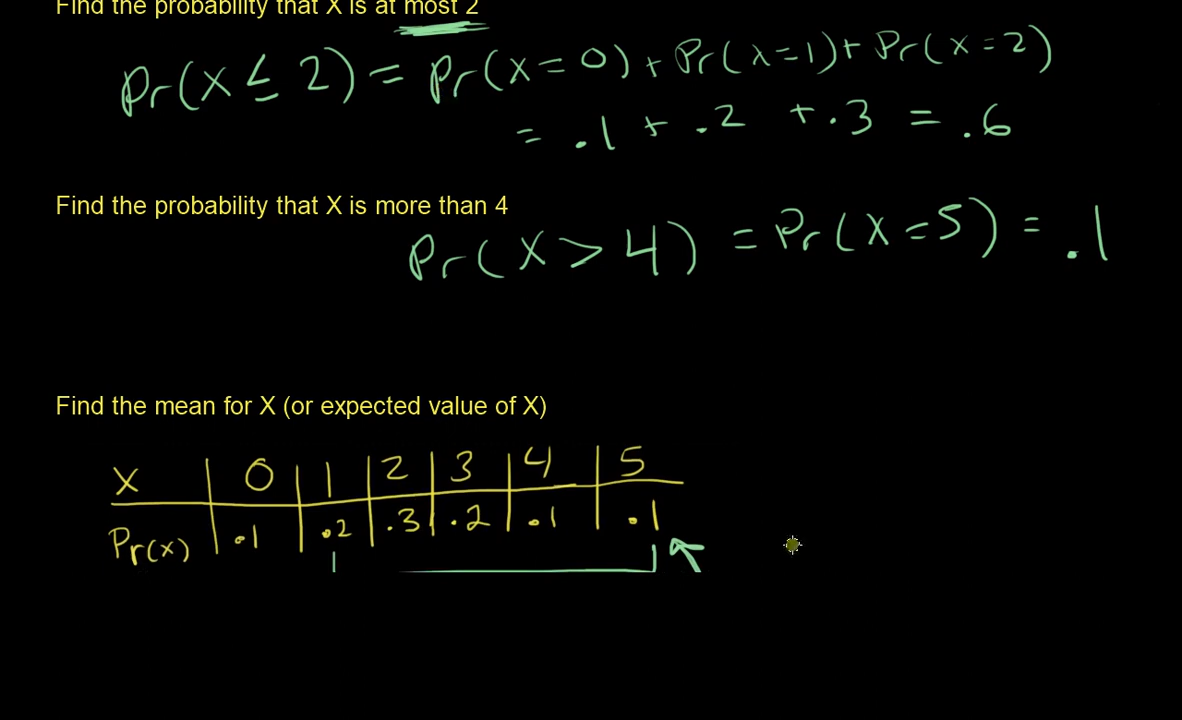 Find the probability that X is at most 2
Pr(X ≤ 2) = Pr(X = 0) + Pr(X = 1) + Pr(X = 2)
= .1 + .2 + .3 = .6
Find the probability that X is more than 4
Pr(X > 4) = Pr(X = 5) = .1
Find the mean for X (or expected value of X)
X 0 1 2 3 4 5
Pr(x) .1 .2 .3 .2 .1 .1